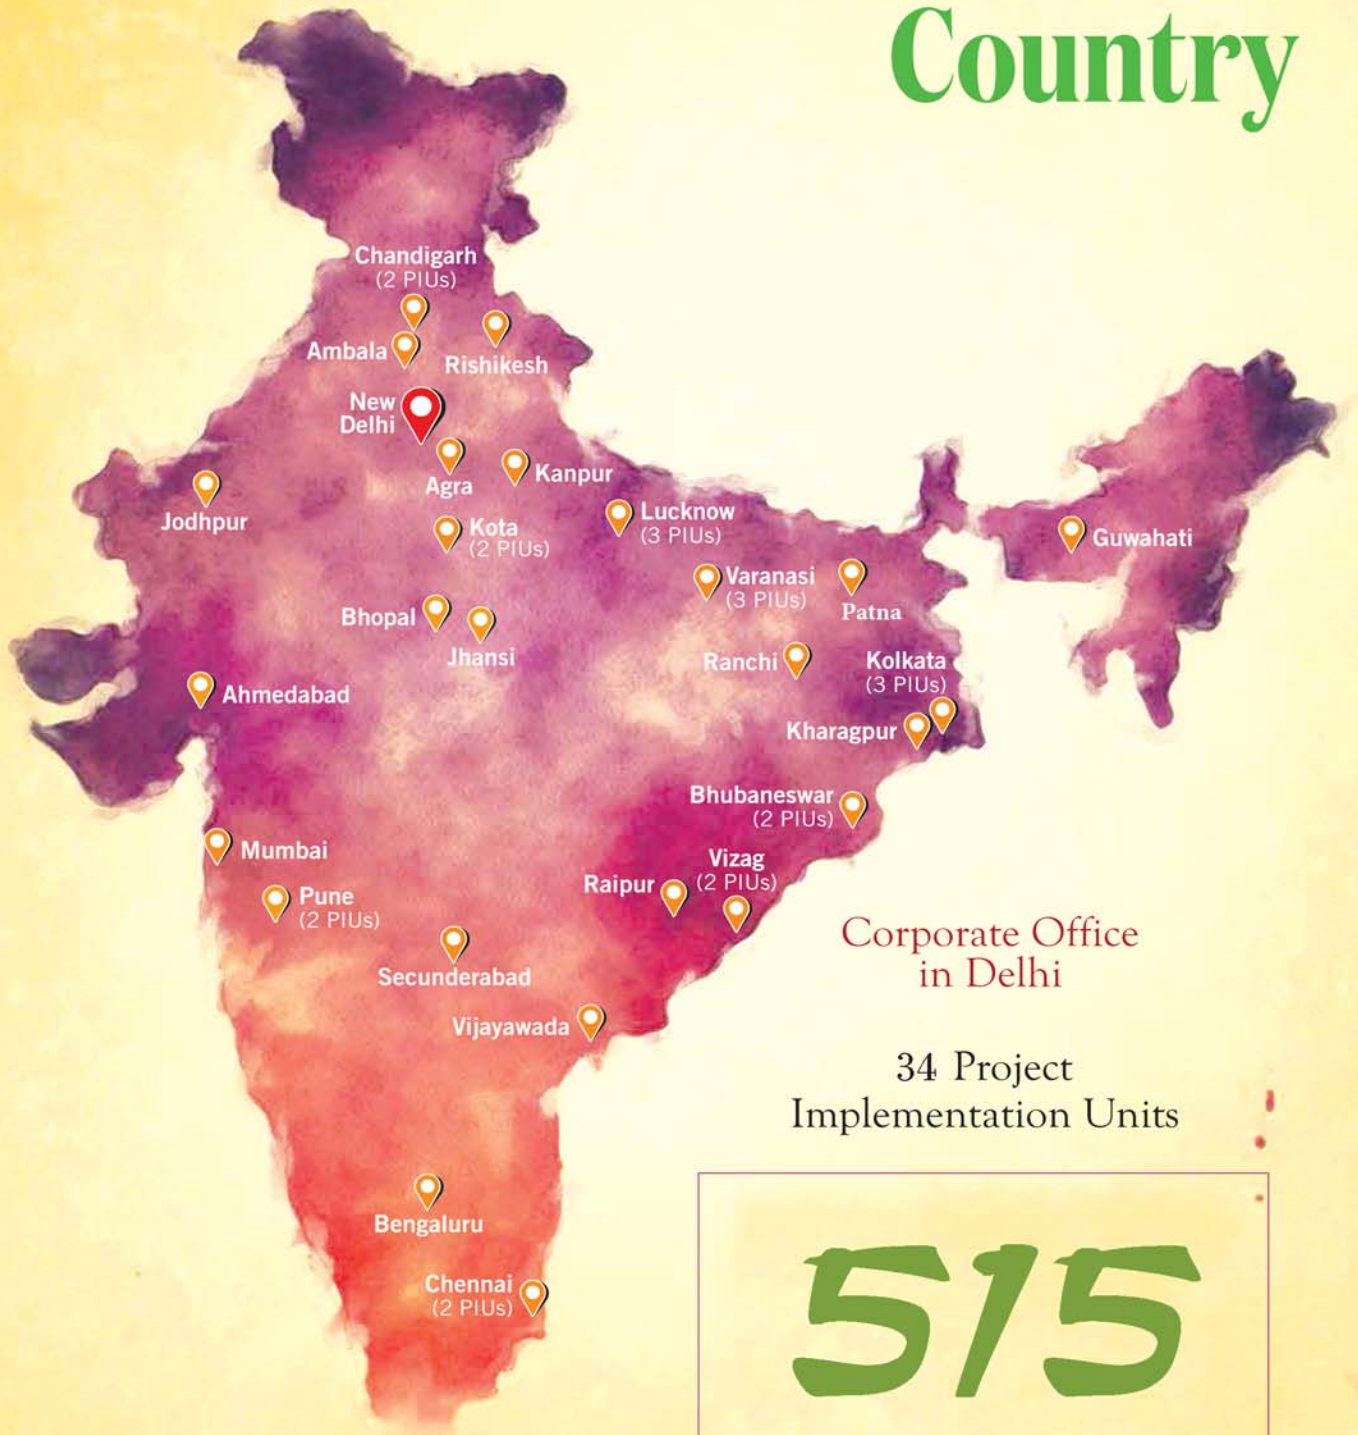 Country
Chandigarh
(2 PIUs)
Ambala
Rishikesh
New
Delhi
Agra
Kanpur
Jodhpur
Kota
(2 PIUs)
Lucknow
(3 PIUs)
Guwahati
Varanasi
(3 PIUs)
Patna
Bhopal
Jhansi
Ranchi
Kolkata
(3 PIUs)
Ahmedabad
Kharagpur
Bhubaneswar
(2 PIUs)
Mumbai
Vizag
(2 PIUs)
Raipur
Pune
(2 PIUs)
Secunderabad
Vijayawada
Corporate Office
in Delhi
34 Project
Implementation Units
Bengaluru
Chennai
(2 PIUs)
515